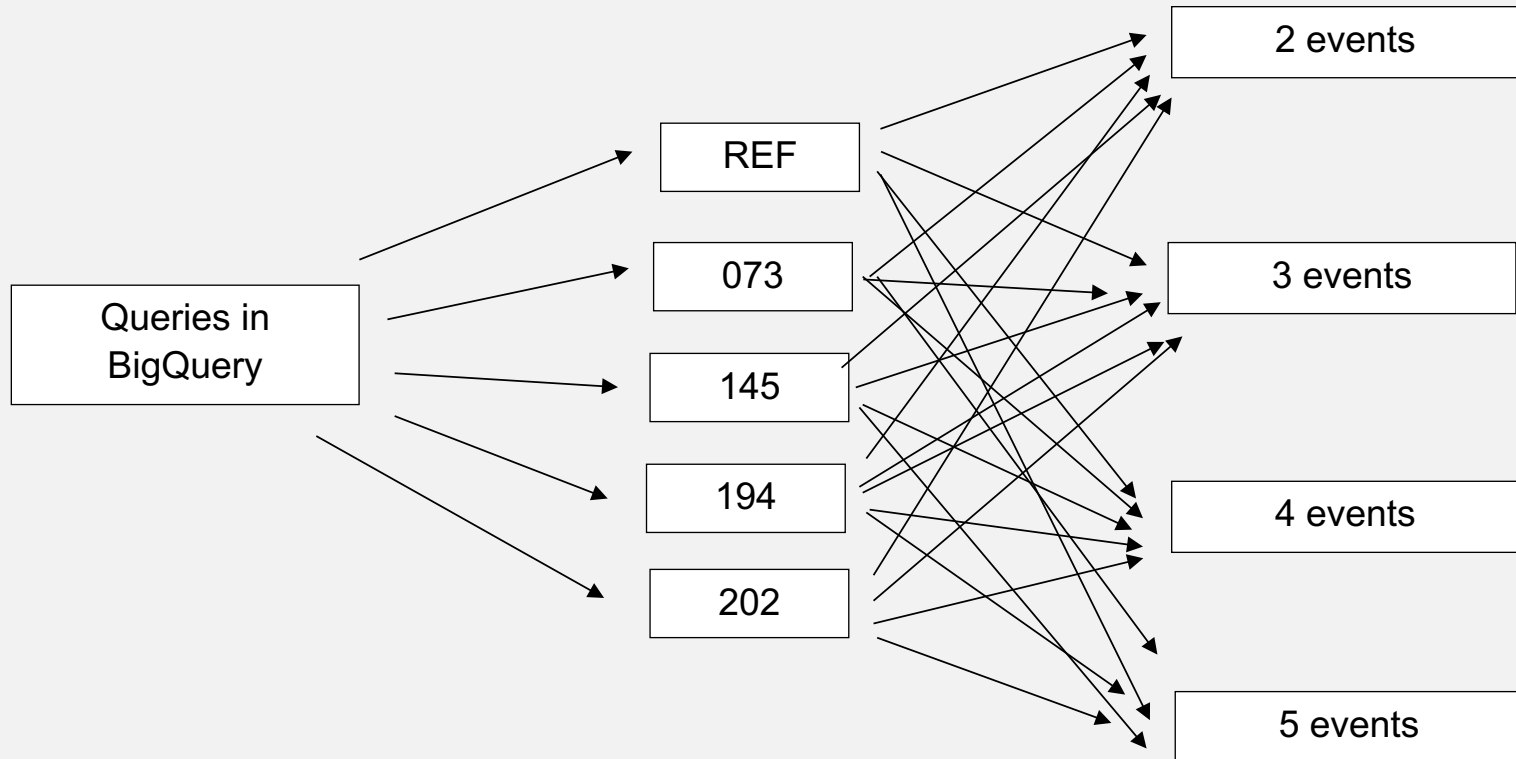 Queries in
BigQuery
REF
073
145
194
202
2 events
3 events
4 events
5 events